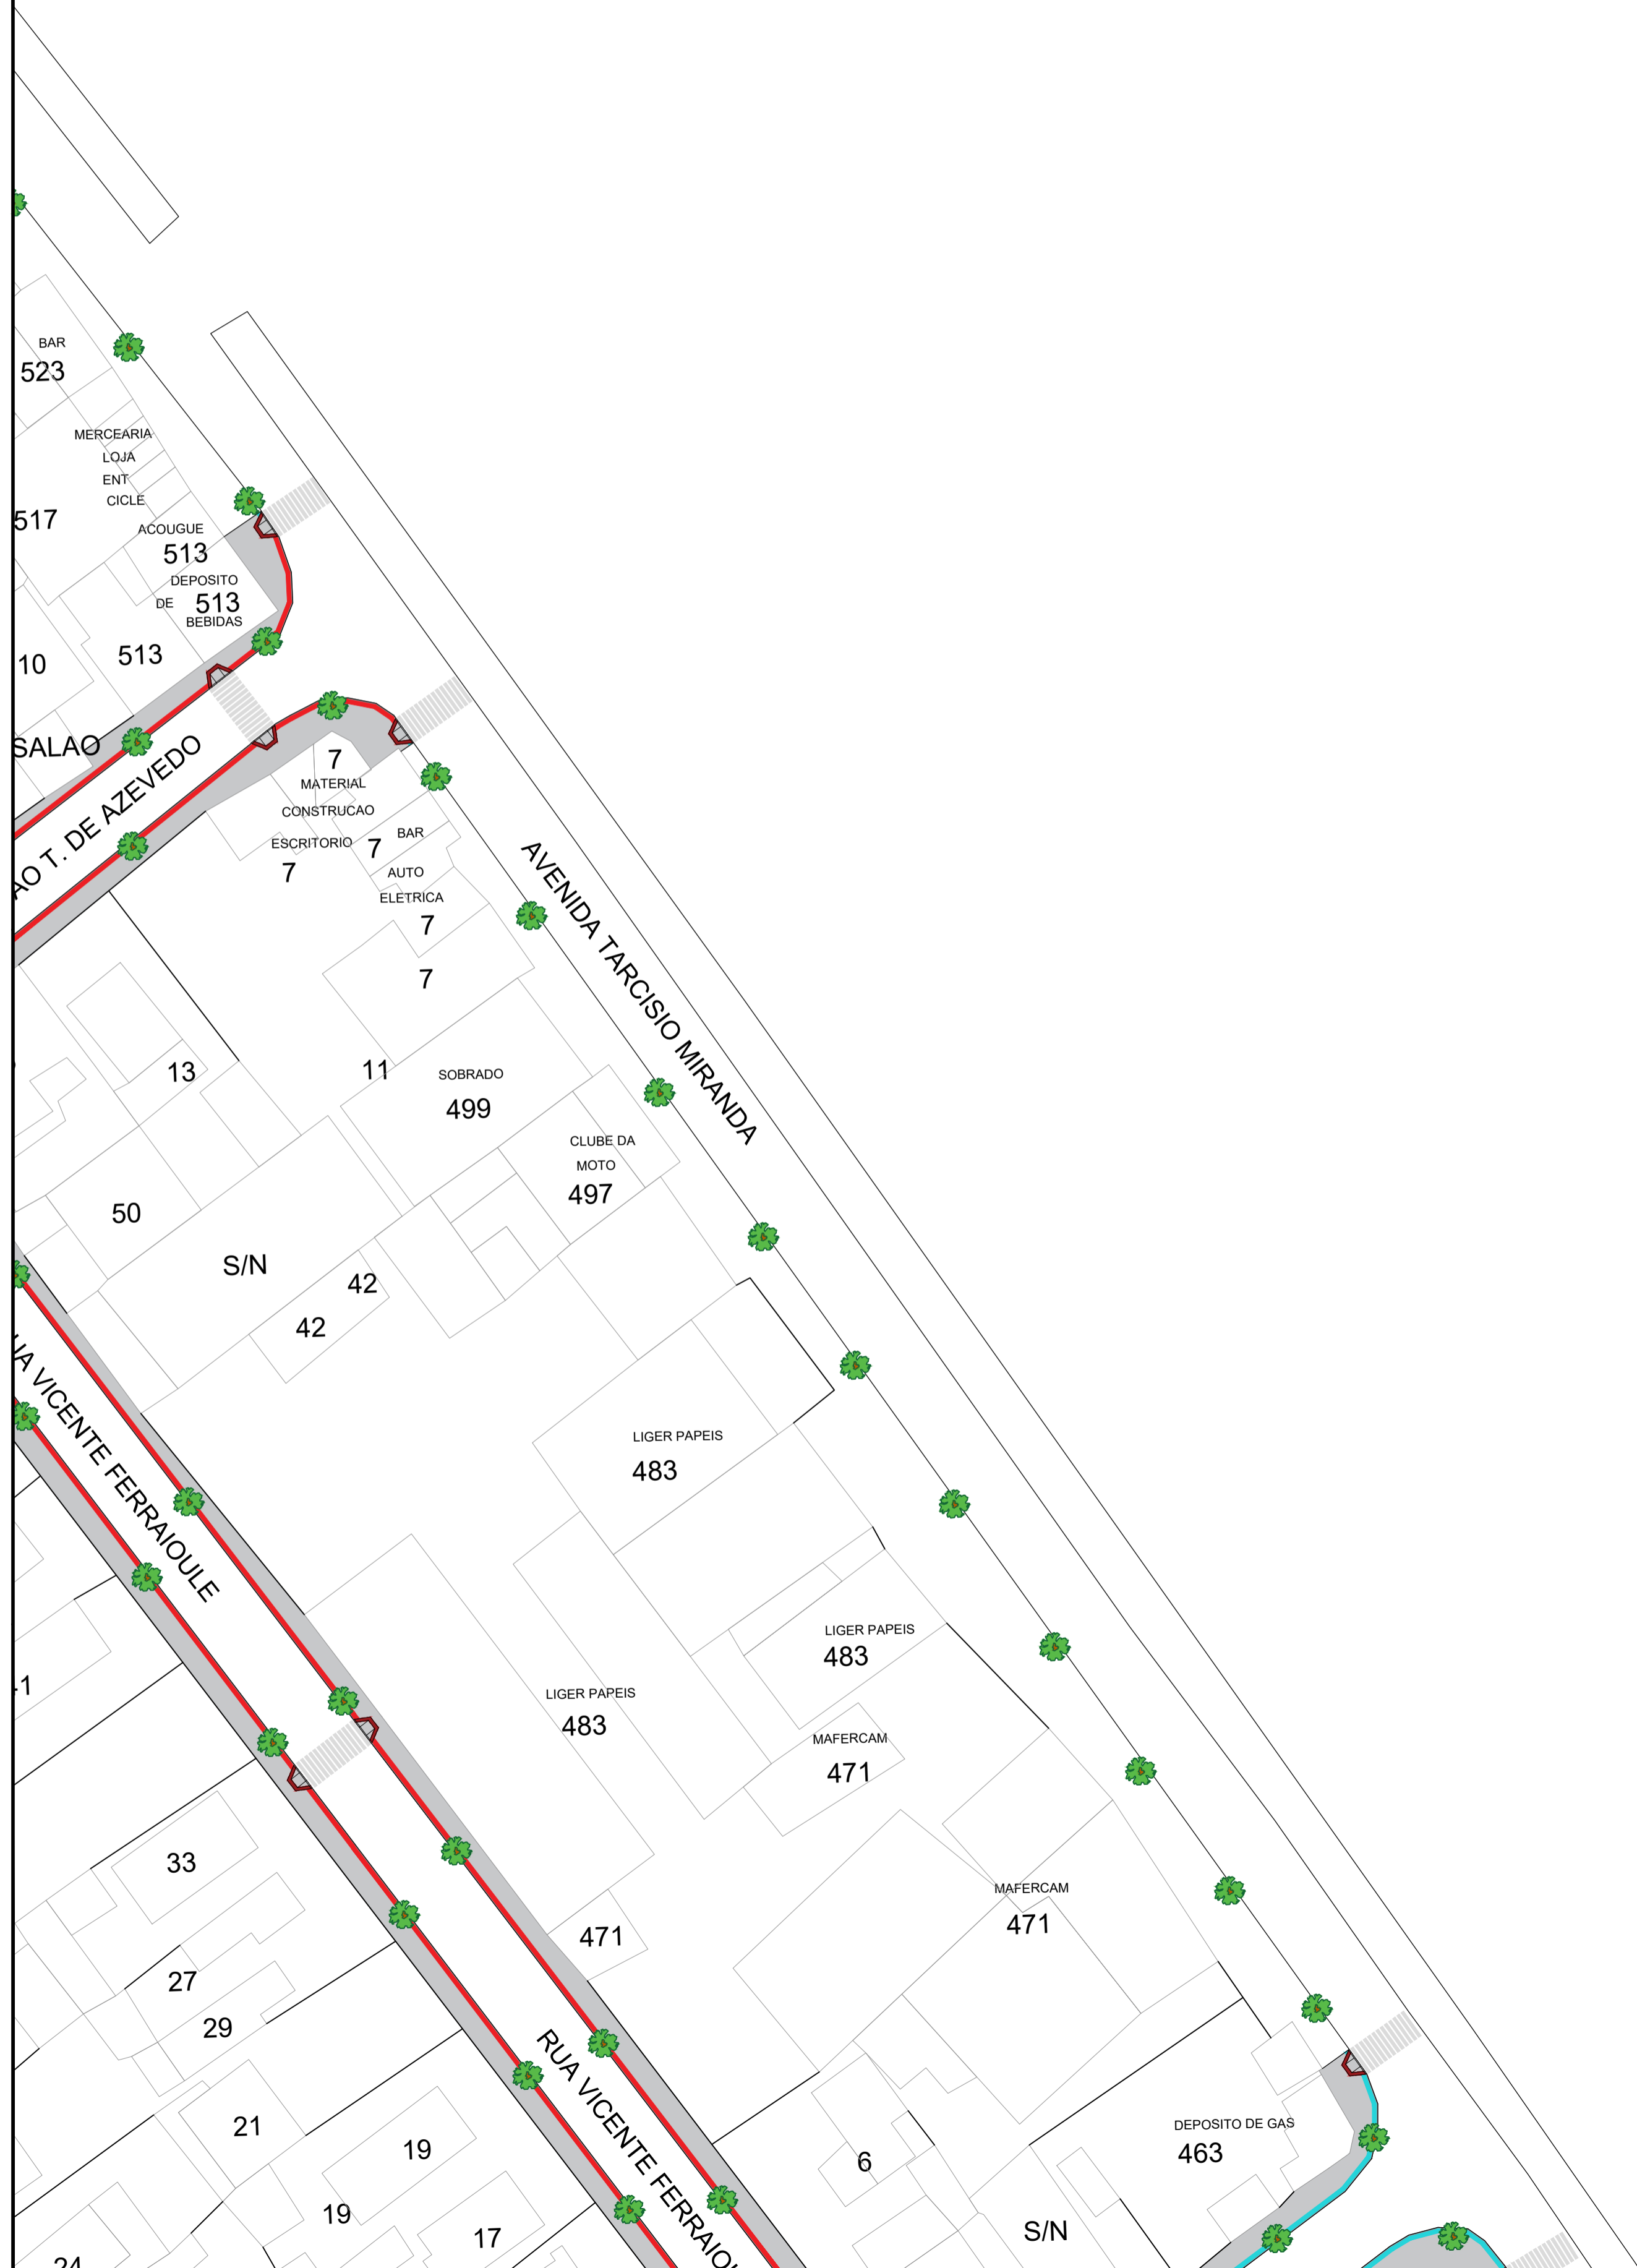 BAR
523
MERCEARIA
LOJA
ENT
CICLE
517
ACOUGUE
513
DEPOSITO
DE 513
BEBIDAS
513
10
SALAO
AO T. DE AZEVEDO
7
MATERIAL
CONSTRUCAO
ESCRITORIO
7
BAR
7
AUTO
ELETRICA
7
7
AVENIDA TARCISIO MIRANDA
13
11
SOBRADO
499
CLUBE DA
MOTO
497
50
S/N
42
42
UA VICENTE FERRAIOULE
LIGER PAPEIS
483
LIGER PAPEIS
483
LIGER PAPEIS
483
MAFERCAM
471
MAFERCAM
471
471
33
27
29
RUA VICENTE FERRAIO
21
19
19
17
24
6
DEPOSITO DE GAS
463
S/N